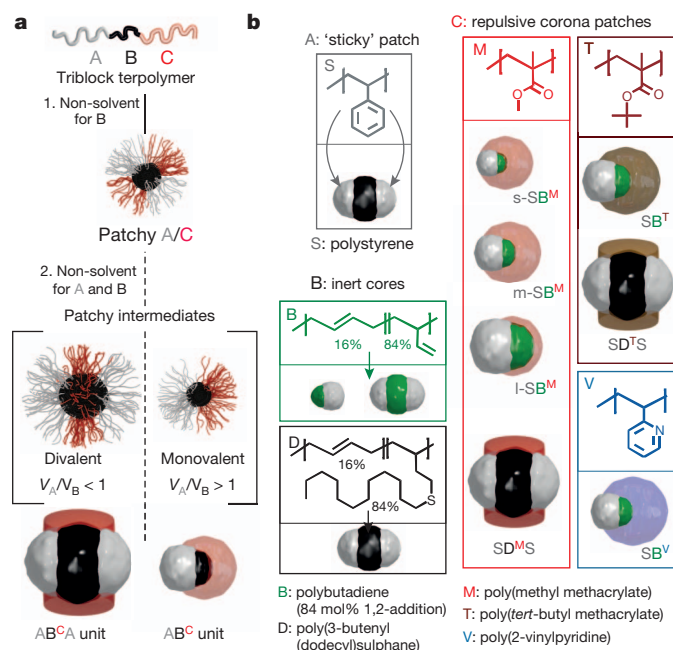 a
A B C
Triblock terpolymer
1. Non-solvent
for B
Patchy A/C
2. Non-solvent
for A and B
Patchy intermediates
Divalent
V_A/V_B < 1
Monovalent
V_A/V_B > 1
AB^CA unit
AB^C unit
b
A: 'sticky' patch
S
S: polystyrene
B: inert cores
B
16% 84%
D
16%
84%
S
B: polybutadiene
(84 mol% 1,2-addition)
D: poly(3-butenyl
(dodecyl)sulphane)
C: repulsive corona patches
M
O
O
s-SB^M
m-SB^M
l-SB^M
SD^MS
T
O
O
SB^T
SD^TS
V
N
SB^V
M: poly(methyl methacrylate)
T: poly(tert-butyl methacrylate)
V: poly(2-vinylpyridine)